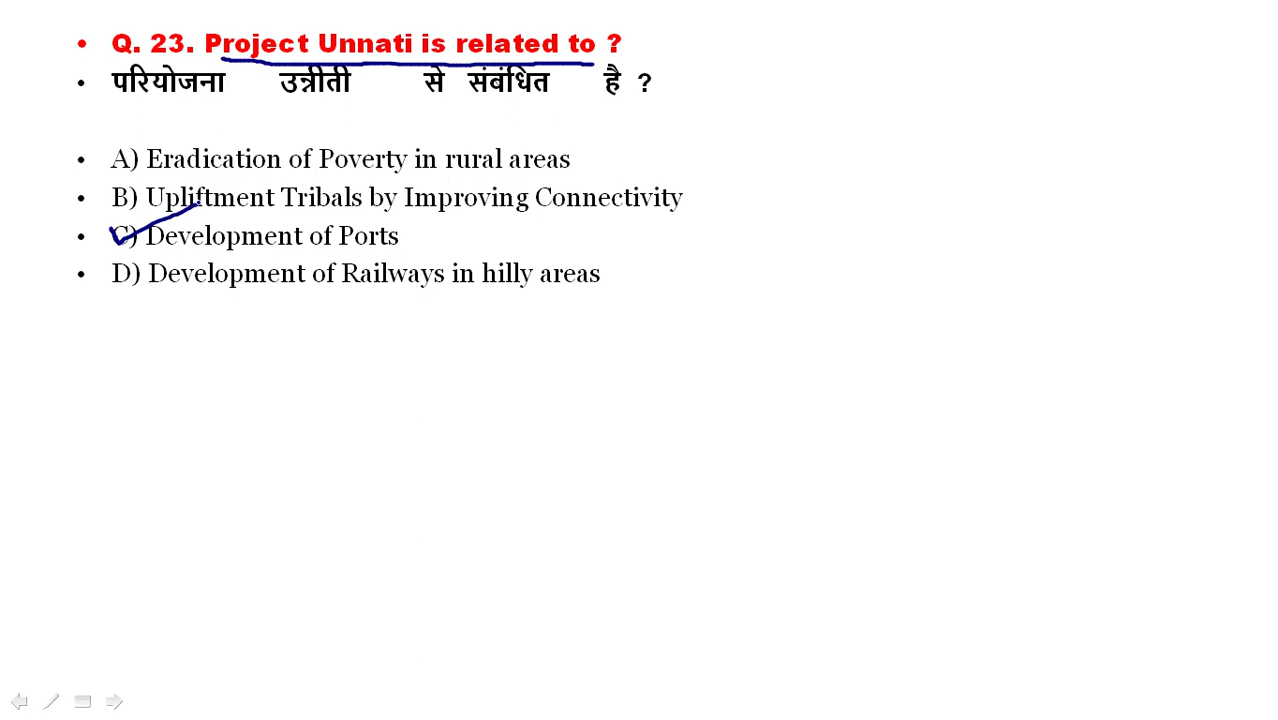 • Q. 23. Project Unnati is related to ?
• परियोजना उन्नीती से संबंधित है ?
• A) Eradication of Poverty in rural areas
• B) Upliftment Tribals by Improving Connectivity
• C) Development of Ports
• D) Development of Railways in hilly areas